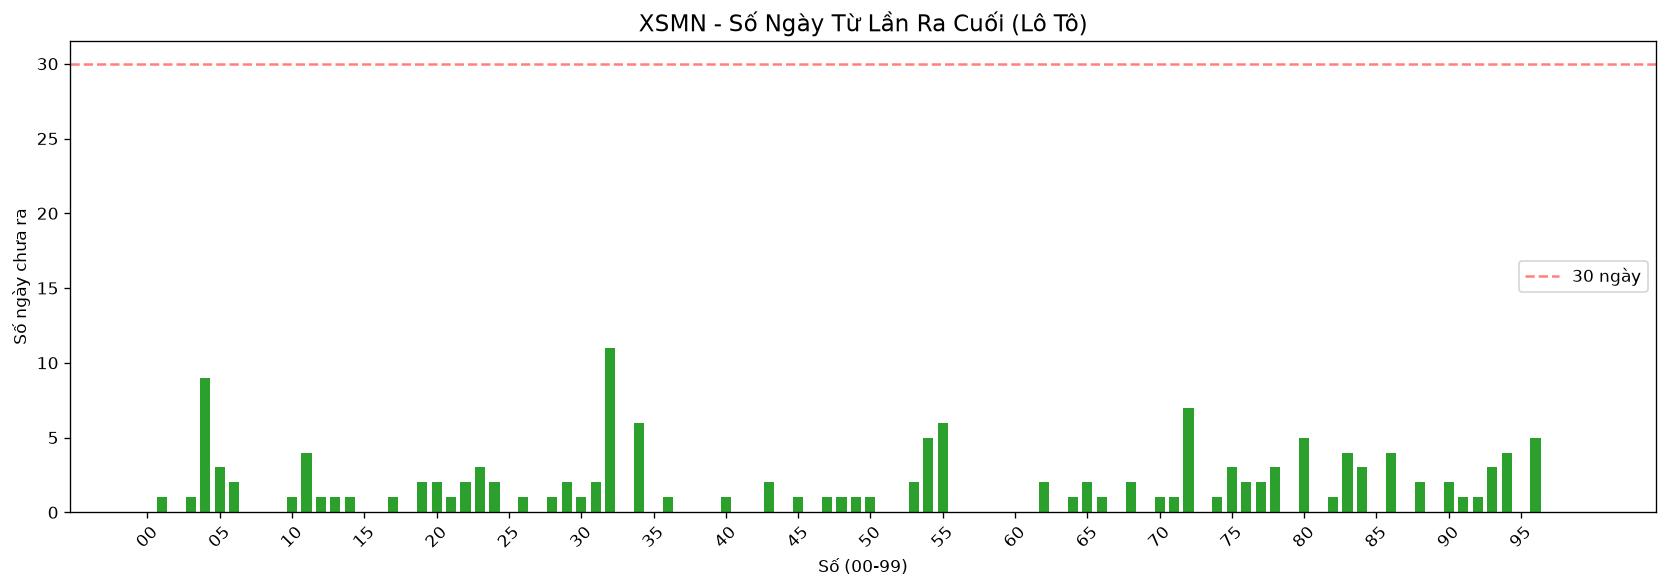 XSMN - Số Ngày Từ Lần Ra Cuối (Lô Tô)
Số ngày chưa ra
30
25
20
15
10
5
0
30 ngày
00 05 10 15 20 25 30 35 40 45 50 55 60 65 70 75 80 85 90 95
Số (00-99)